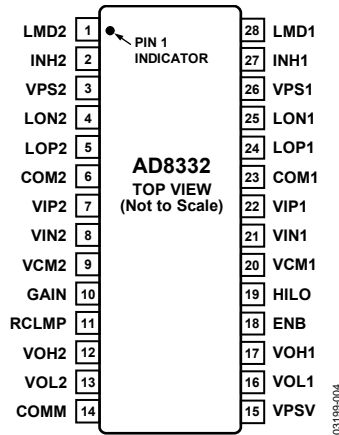 LMD2 1 28 LMD1
PIN 1
INDICATOR
INH2 2 27 INH1
VPS2 3 26 VPS1
LON2 4 25 LON1
LOP2 5 24 LOP1
AD8332
COM2 6 23 COM1
TOP VIEW
(Not to Scale)
VIP2 7 22 VIP1
VIN2 8 21 VIN1
VCM2 9 20 VCM1
GAIN 10 19 HILO
RCLMP 11 18 ENB
VOH2 12 17 VOH1
VOL2 13 16 VOL1
COMM 14 15 VPSV
03199-004